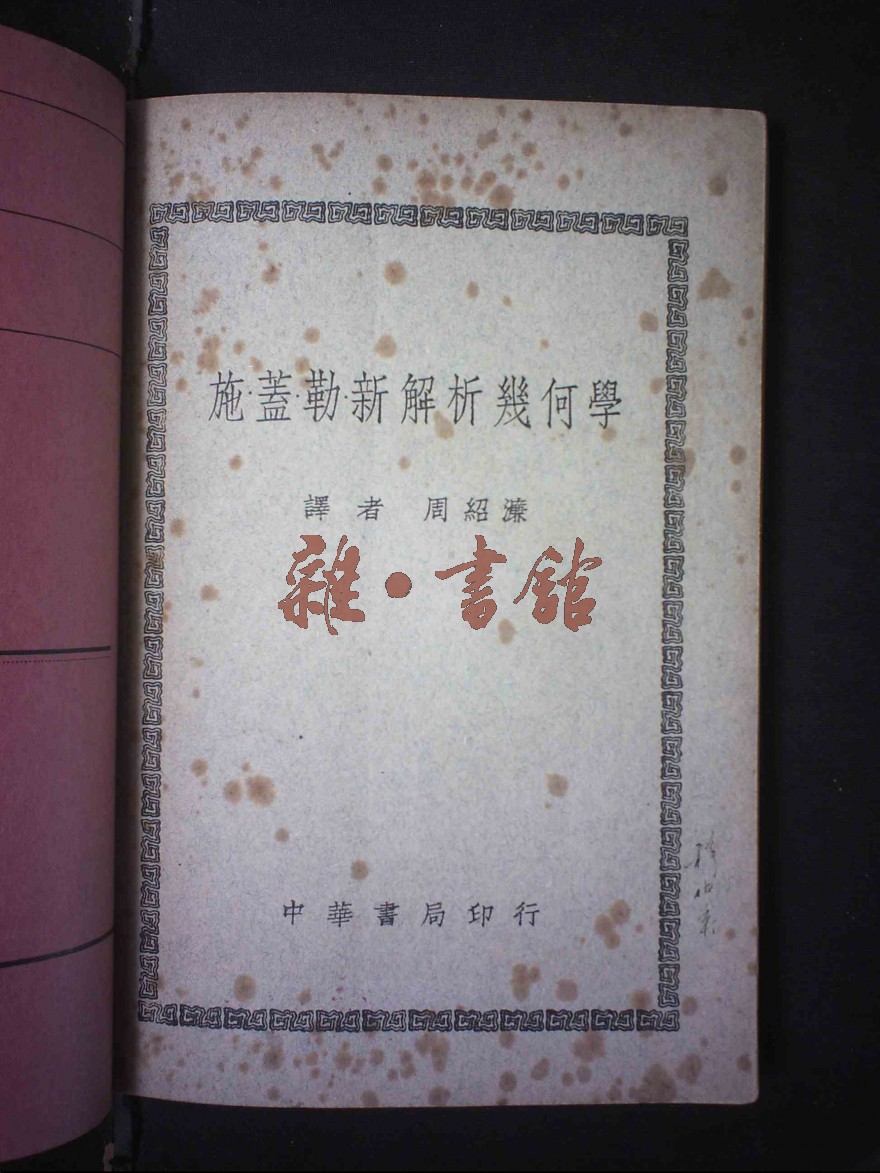 施·蓋·勒·新解析幾何學
譯者 周紹濂
雜·書館
中華書局印行